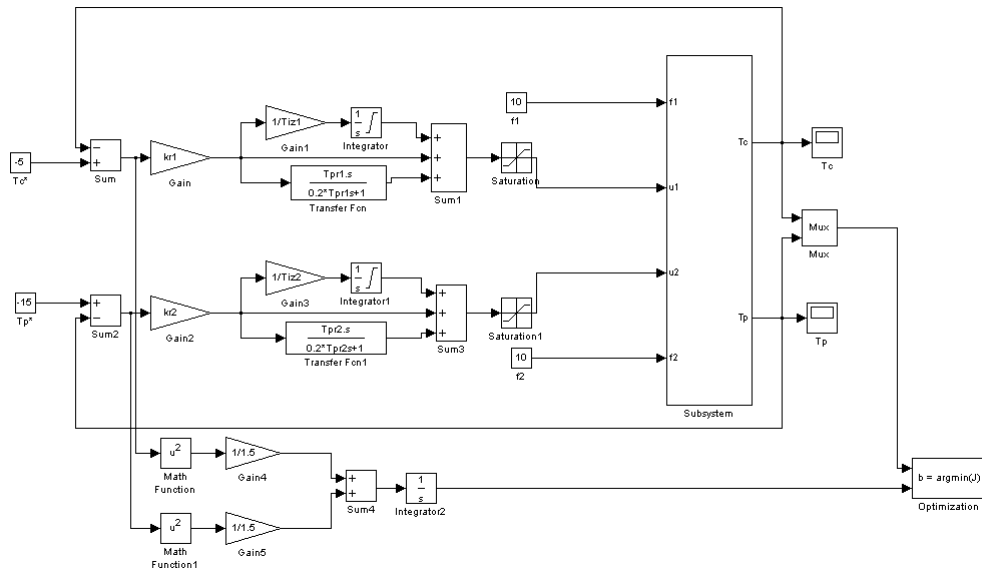 10
f1
1/Tiz1
Gain1
1
s
Integrator
-5
Tc*
Sum
kr1
Gain
Tpr1.s
0.2*Tpr1s+1
Transfer Fcn
Sum1
Saturation
f1
u1
u2
f2
Tc
Tp
Subsystem
Tc
Mux
Mux
Tp
-15
Tp*
Sum2
kr2
Gain2
1/Tiz2
Gain3
1
s
Integrator1
Tpr2.s
0.2*Tpr2s+1
Transfer Fcn1
Sum3
Saturation1
10
f2
u2
Math
Function
1/1.5
Gain4
Sum4
1
s
Integrator2
b = argmin(J)
Optimization
u2
Math
Function1
1/1.5
Gain5